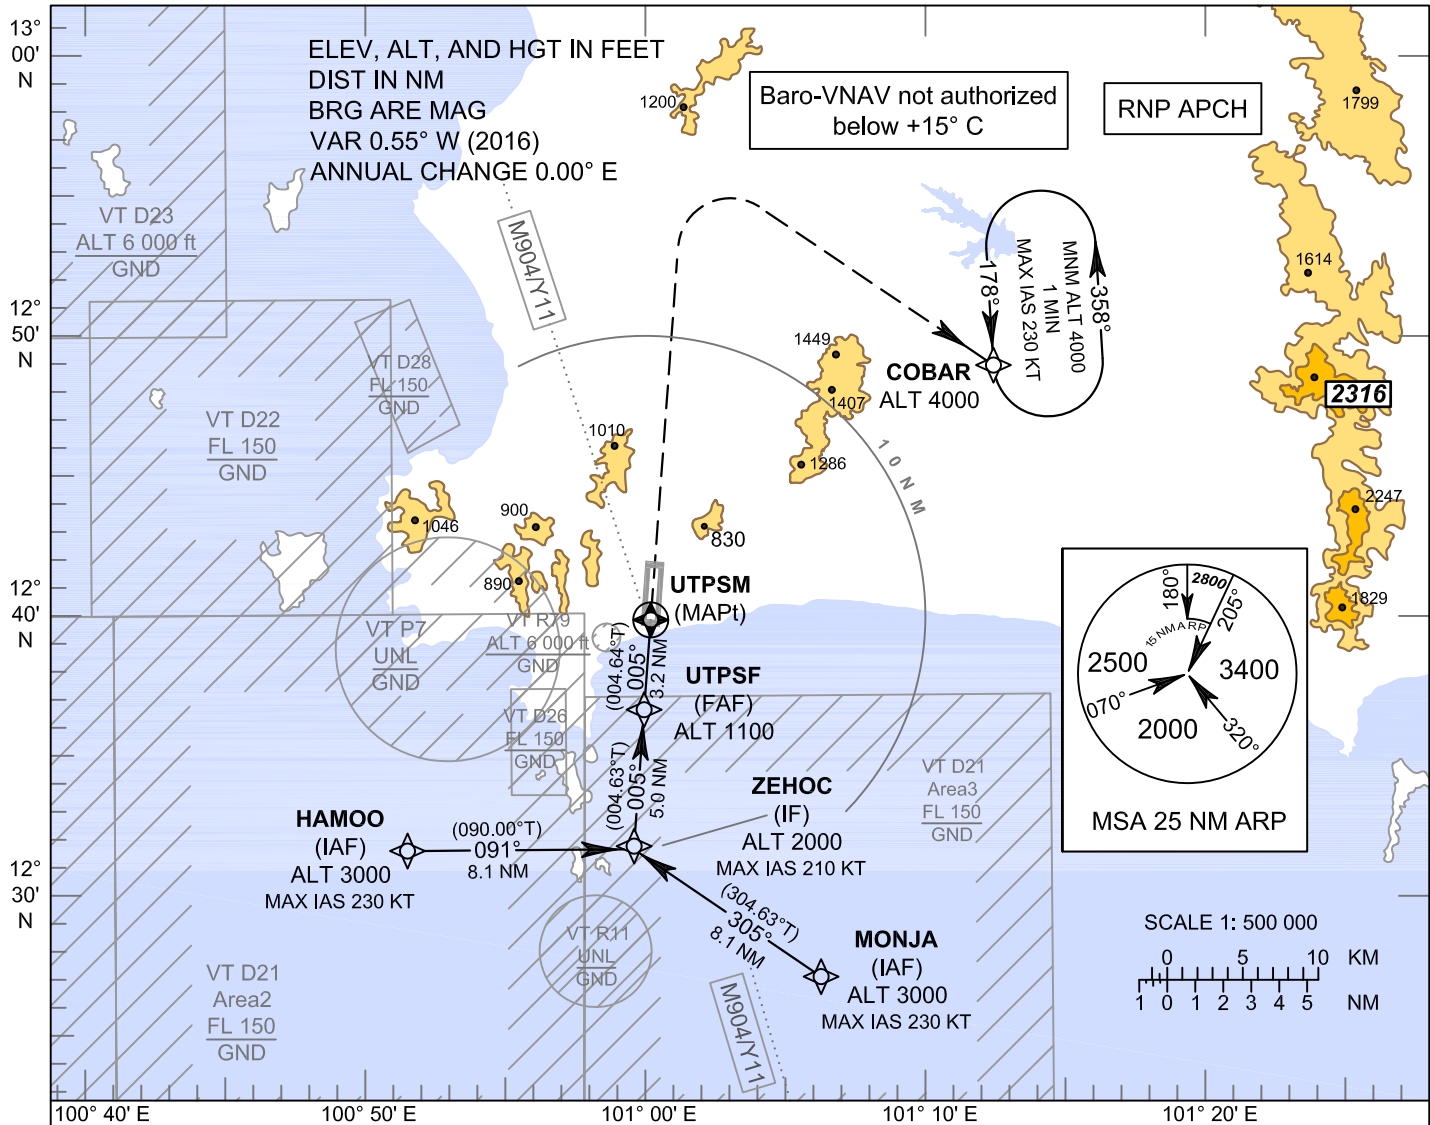 ELEV, ALT, AND HGT IN FEET
DIST IN NM
BRG ARE MAG
VAR 0.55° W (2016)
ANNUAL CHANGE 0.00° E
Baro-VNAV not authorized
below +15° C
RNP APCH
13°
00'
N
12°
50'
N
12°
40'
N
12°
30'
N
1200
1799
1614
2316
2247
1829
1449
1407
1286
1010
900
1046
890
830
VT D23
ALT 6 000 ft
GND
M904/Y11
VT D28
FL 150
GND
VT D22
FL 150
GND
178°
MAX IAS 230 KT
1 MIN
MNM ALT 4000
358°
COBAR
ALT 4000
10NM
UTPSM
(MAPt)
VT P7
UNL
GND
VT R79
ALT 6 000 ft
GND
(004.64°T)
005°
3.2 NM
UTPSF
(FAF)
ALT 1100
VT D26
FL 150
GND
(004.63°T)
005°
5.0 NM
ZEHOC
(IF)
ALT 2000
MAX IAS 210 KT
VT D21
Area3
FL 150
GND
HAMOO
(IAF)
ALT 3000
MAX IAS 230 KT
(090.00°T)
091°
8.1 NM
(304.63°T)
305°
8.1 NM
MONJA
(IAF)
ALT 3000
MAX IAS 230 KT
VT R11
UNL
GND
M904/Y11
VT D21
Area2
FL 150
GND
180°
2800
205°
15 NM ARP
2500
3400
070°
2000
320°
MSA 25 NM ARP
SCALE 1: 500 000
0 5 10 KM
1 0 1 2 3 4 5 NM
100° 40' E
100° 50' E
101° 00' E
101° 10' E
101° 20' E